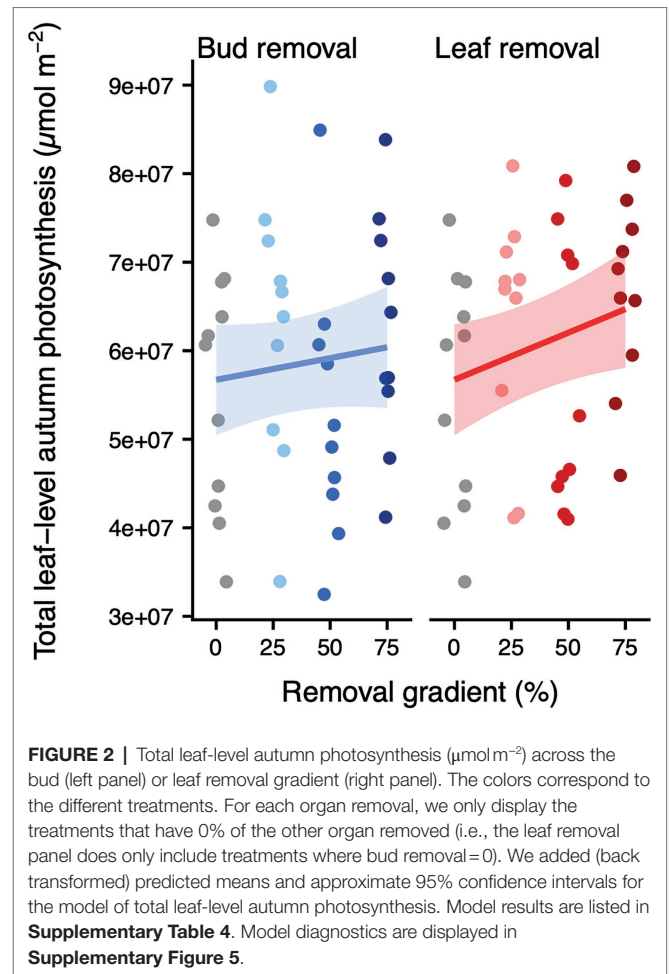 Bud removal
Leaf removal
Total leaf−level autumn photosynthesis (μmol m⁻²)
9e+07
8e+07
7e+07
6e+07
5e+07
4e+07
3e+07
0 25 50 75 0 25 50 75
Removal gradient (%)
FIGURE 2 | Total leaf-level autumn photosynthesis (μmol m⁻²) across the
bud (left panel) or leaf removal gradient (right panel). The colors correspond to
the different treatments. For each organ removal, we only display the
treatments that have 0% of the other organ removed (i.e., the leaf removal
panel does only include treatments where bud removal = 0). We added (back
transformed) predicted means and approximate 95% confidence intervals for
the model of total leaf-level autumn photosynthesis. Model results are listed in
Supplementary Table 4. Model diagnostics are displayed in
Supplementary Figure 5.